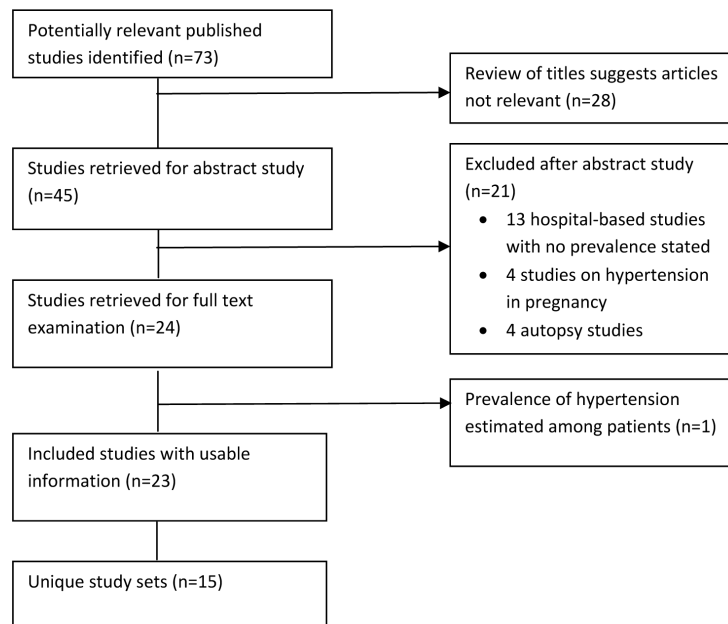 Potentially relevant published
studies identified (n=73)
Review of titles suggests articles
not relevant (n=28)
Studies retrieved for abstract study
(n=45)
Excluded after abstract study
(n=21)
• 13 hospital-based studies
with no prevalence stated
• 4 studies on hypertension
in pregnancy
• 4 autopsy studies
Studies retrieved for full text
examination (n=24)
Prevalence of hypertension
estimated among patients (n=1)
Included studies with usable
information (n=23)
Unique study sets (n=15)